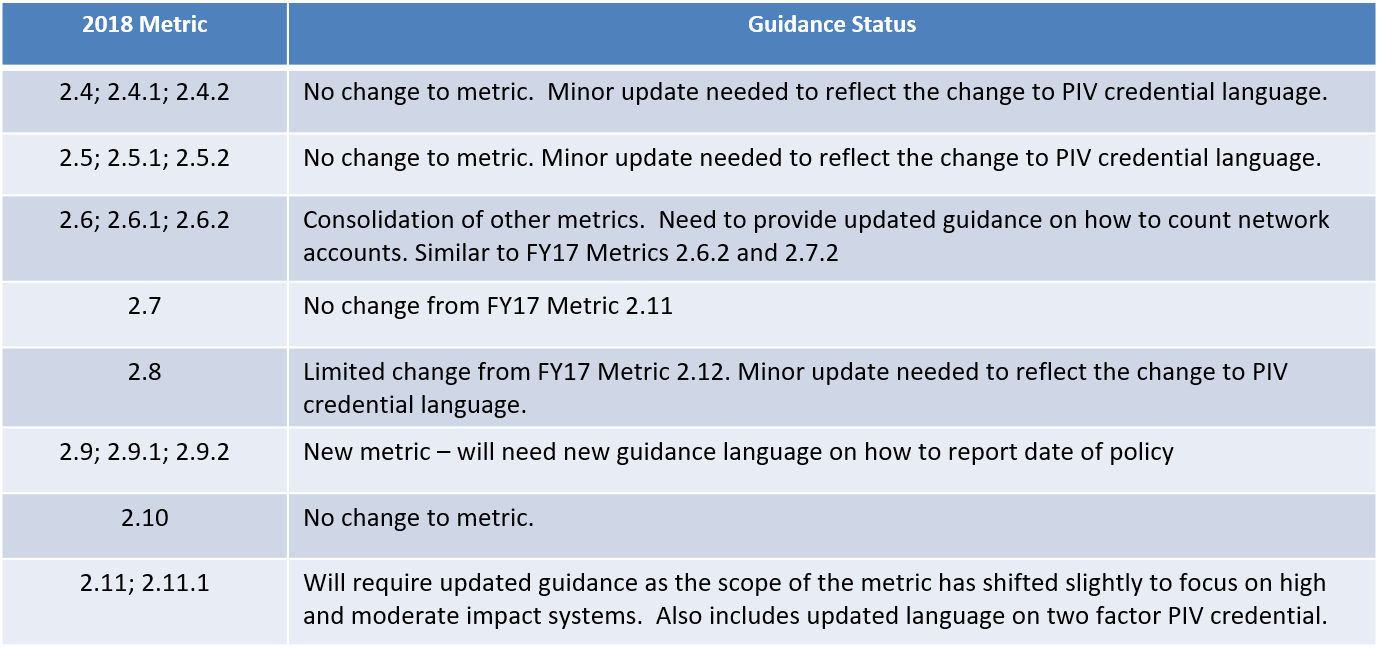 2018 Metric
Guidance Status
2.4; 2.4.1; 2.4.2
No change to metric.  Minor update needed to reflect the change to PIV credential language.
2.5; 2.5.1; 2.5.2
No change to metric. Minor update needed to reflect the change to PIV credential language.
2.6; 2.6.1; 2.6.2
Consolidation of other metrics.  Need to provide updated guidance on how to count network
accounts. Similar to FY17 Metrics 2.6.2 and 2.7.2
2.7
No change from FY17 Metric 2.11
2.8
Limited change from FY17 Metric 2.12. Minor update needed to reflect the change to PIV
credential language.
2.9; 2.9.1; 2.9.2
New metric – will need new guidance language on how to report date of policy
2.10
No change to metric.
2.11; 2.11.1
Will require updated guidance as the scope of the metric has shifted slightly to focus on high
and moderate impact systems.  Also includes updated language on two factor PIV credential.